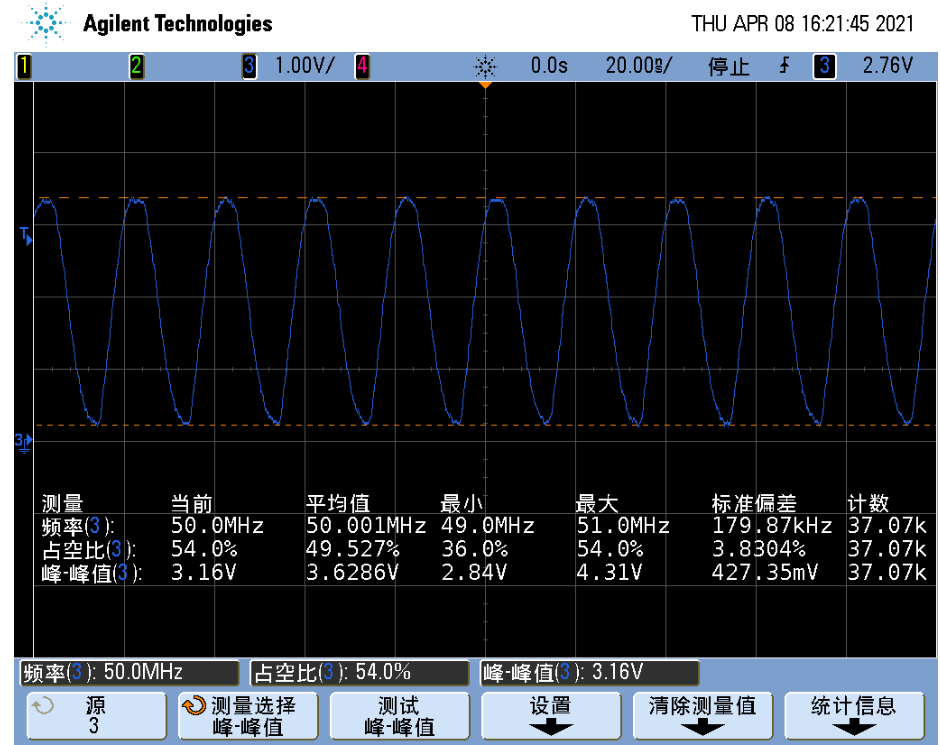 Agilent Technologies THU APR 08 16:21:45 2021
1 2 3 1.00V/ 4 0.0s 20.00ns/ 停止 3 2.76V
T
3
测量 当前 平均值 最小 最大 标准偏差 计数
频率(3): 50.0MHz 50.001MHz 49.0MHz 51.0MHz 179.87kHz 37.07k
占空比(3): 54.0% 49.527% 36.0% 54.0% 3.8304% 37.07k
峰-峰值(3): 3.16V 3.6286V 2.84V 4.31V 427.35mV 37.07k
频率(3): 50.0MHz 占空比(3): 54.0% 峰-峰值(3): 3.16V
源 测量选择 测试 设置 清除测量值 统计信息
3 峰-峰值 峰-峰值